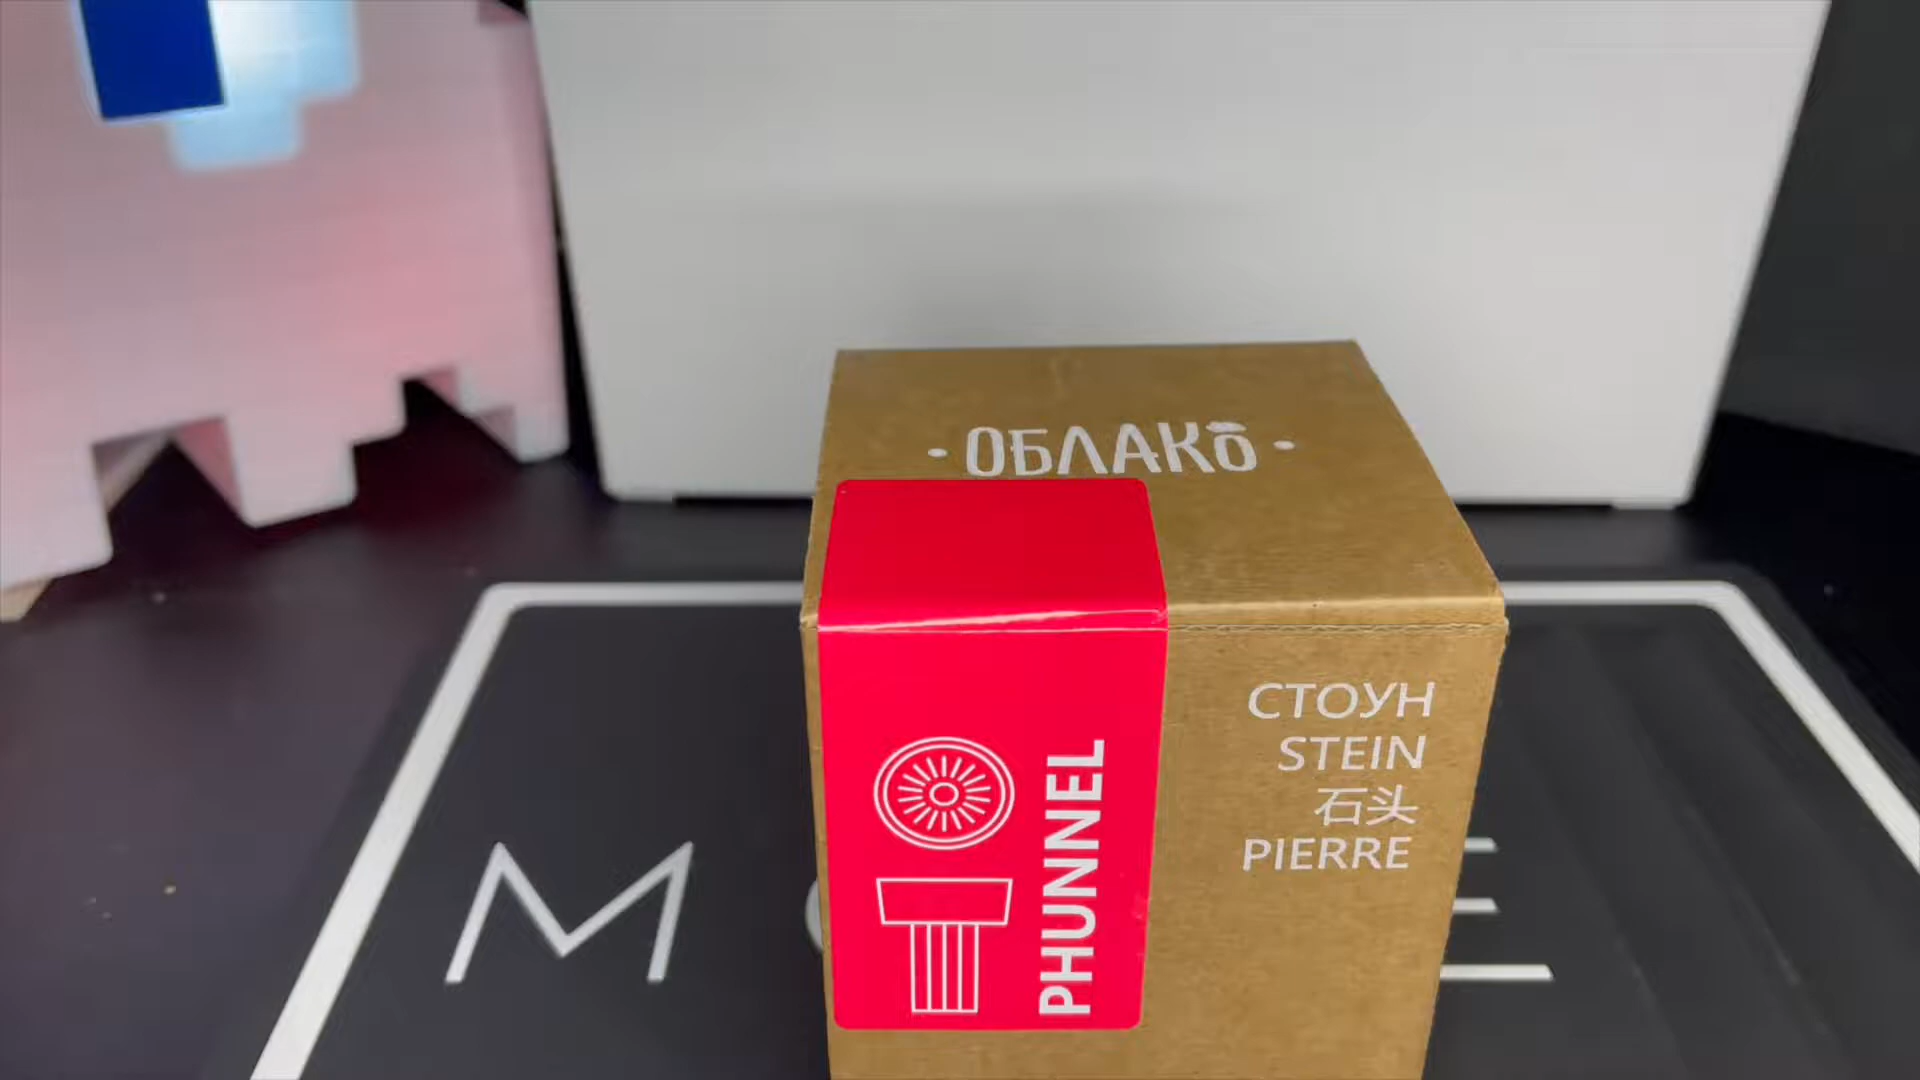 • ОБЛАКО •
PHUNNEL
СТОУН
STEIN
石头
PIERRE
M
E